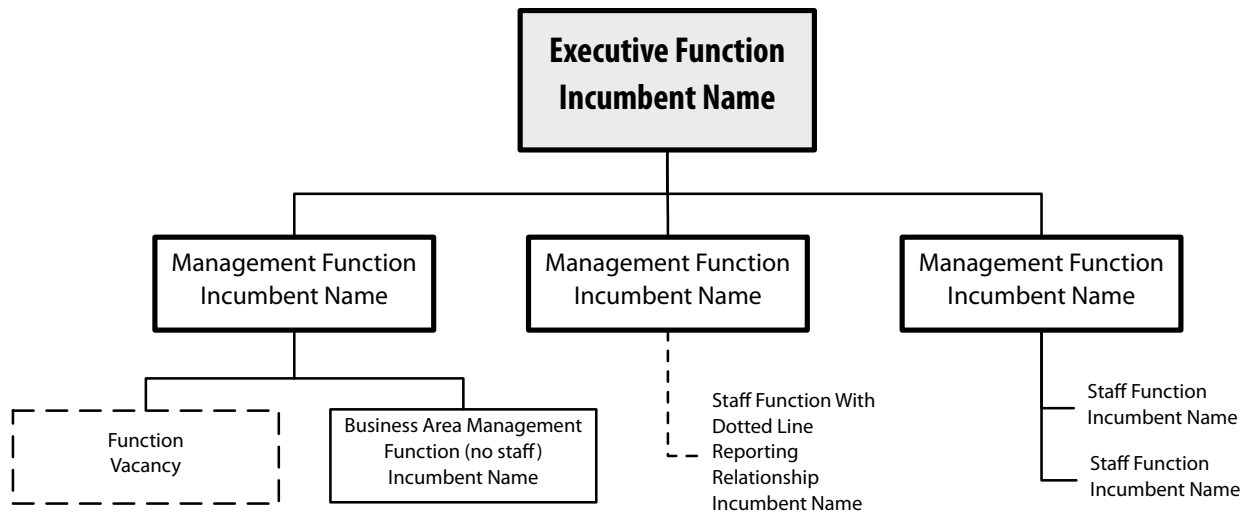 Executive Function
Incumbent Name
Management Function
Incumbent Name
Management Function
Incumbent Name
Management Function
Incumbent Name
Function
Vacancy
Business Area Management
Function (no staff)
Incumbent Name
Staff Function With
Dotted Line
Reporting
Relationship
Incumbent Name
Staff Function
Incumbent Name
Staff Function
Incumbent Name